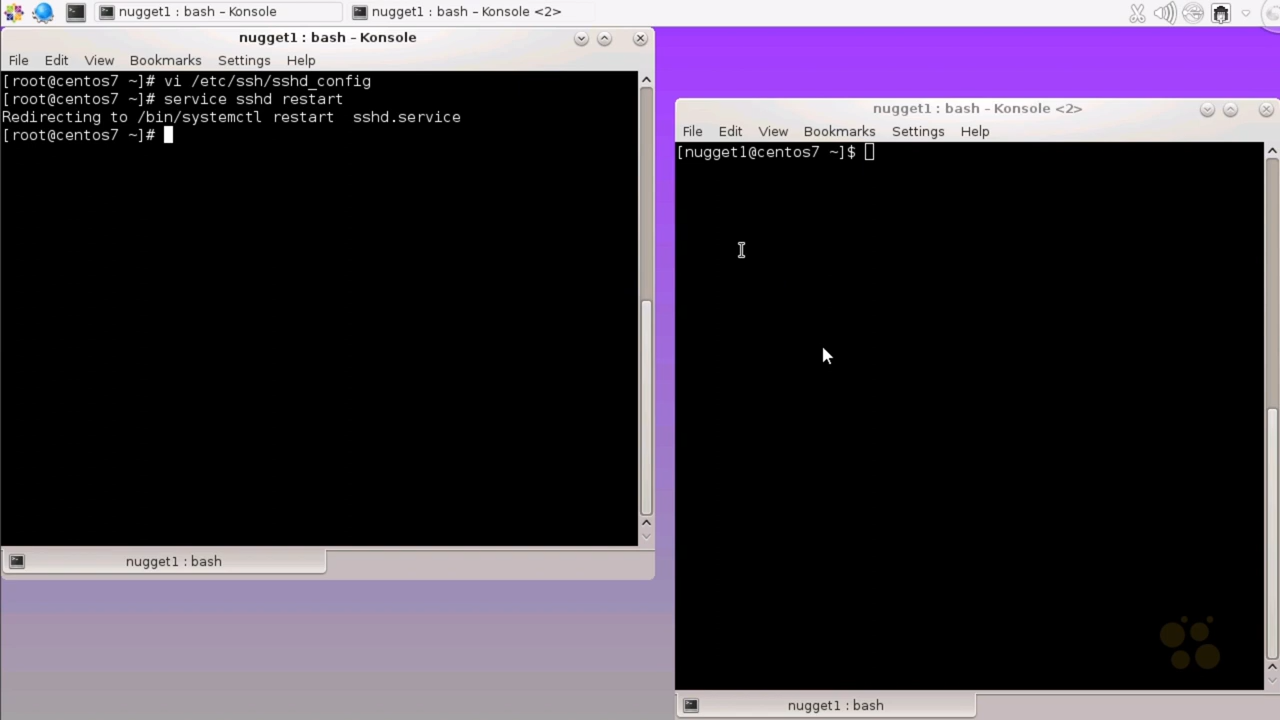 nugget1 : bash – Konsole
nugget1 : bash – Konsole <2>
nugget1 : bash – Konsole
File Edit View Bookmarks Settings Help
[root@centos7 ~]# vi /etc/ssh/sshd_config
[root@centos7 ~]# service sshd restart
Redirecting to /bin/systemctl restart  sshd.service
[root@centos7 ~]#
nugget1 : bash
nugget1 : bash – Konsole <2>
File Edit View Bookmarks Settings Help
[nugget1@centos7 ~]$
nugget1 : bash